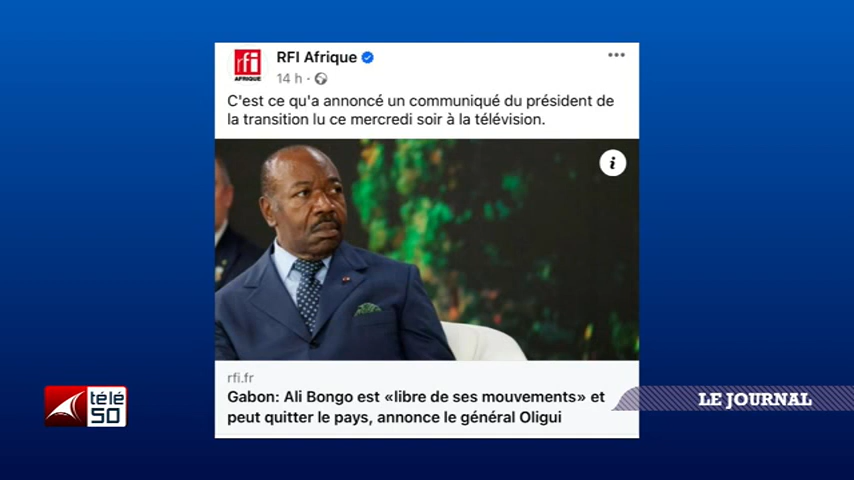 rfi
AFRIQUE
RFI Afrique
14 h ·
C'est ce qu'a annoncé un communiqué du président de
la transition lu ce mercredi soir à la télévision.
i
rfi.fr
Gabon: Ali Bongo est «libre de ses mouvements» et
peut quitter le pays, annonce le général Oligui
télé
50
LE JOURNAL